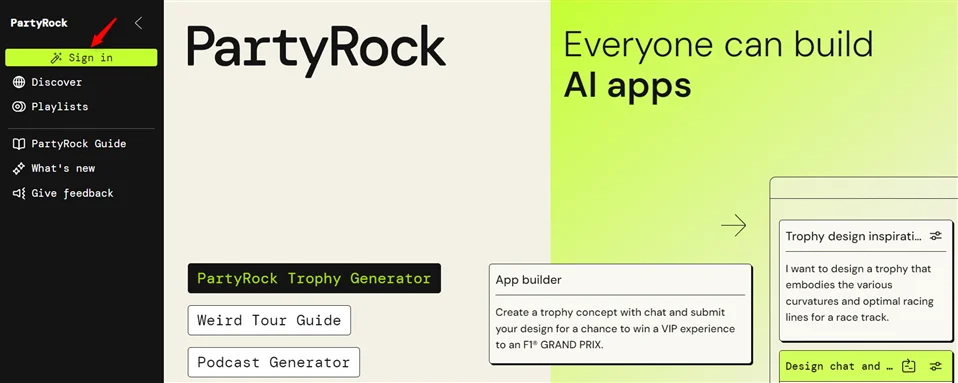 PartyRock
Sign in
Discover
Playlists
PartyRock Guide
What's new
Give feedback
PartyRock
Everyone can build
AI apps
PartyRock Trophy Generator
Weird Tour Guide
Podcast Generator
App builder
Create a trophy concept with chat and submit
your design for a chance to win a VIP experience
to an F1® GRAND PRIX.
Trophy design inspirati...
I want to design a trophy that
embodies the various
curvatures and optimal racing
lines for a race track.
Design chat and ...